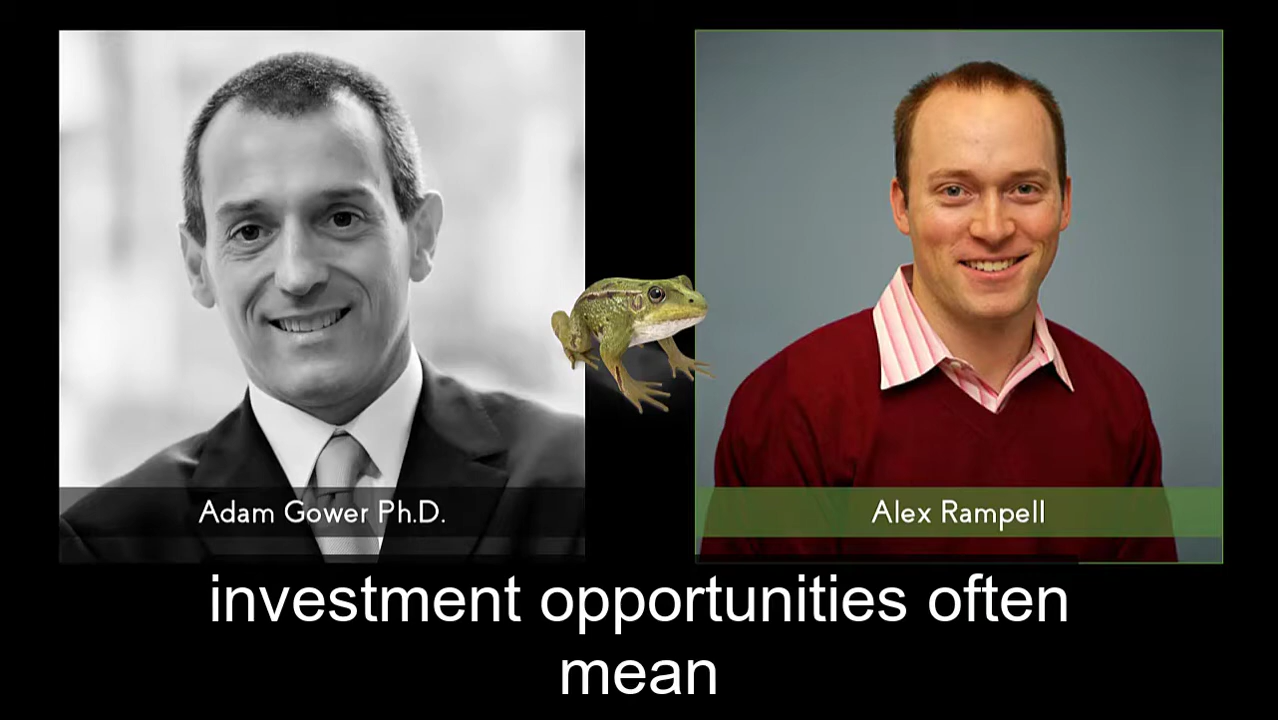 Adam Gower Ph.D.
Alex Rampell
investment opportunities often
mean